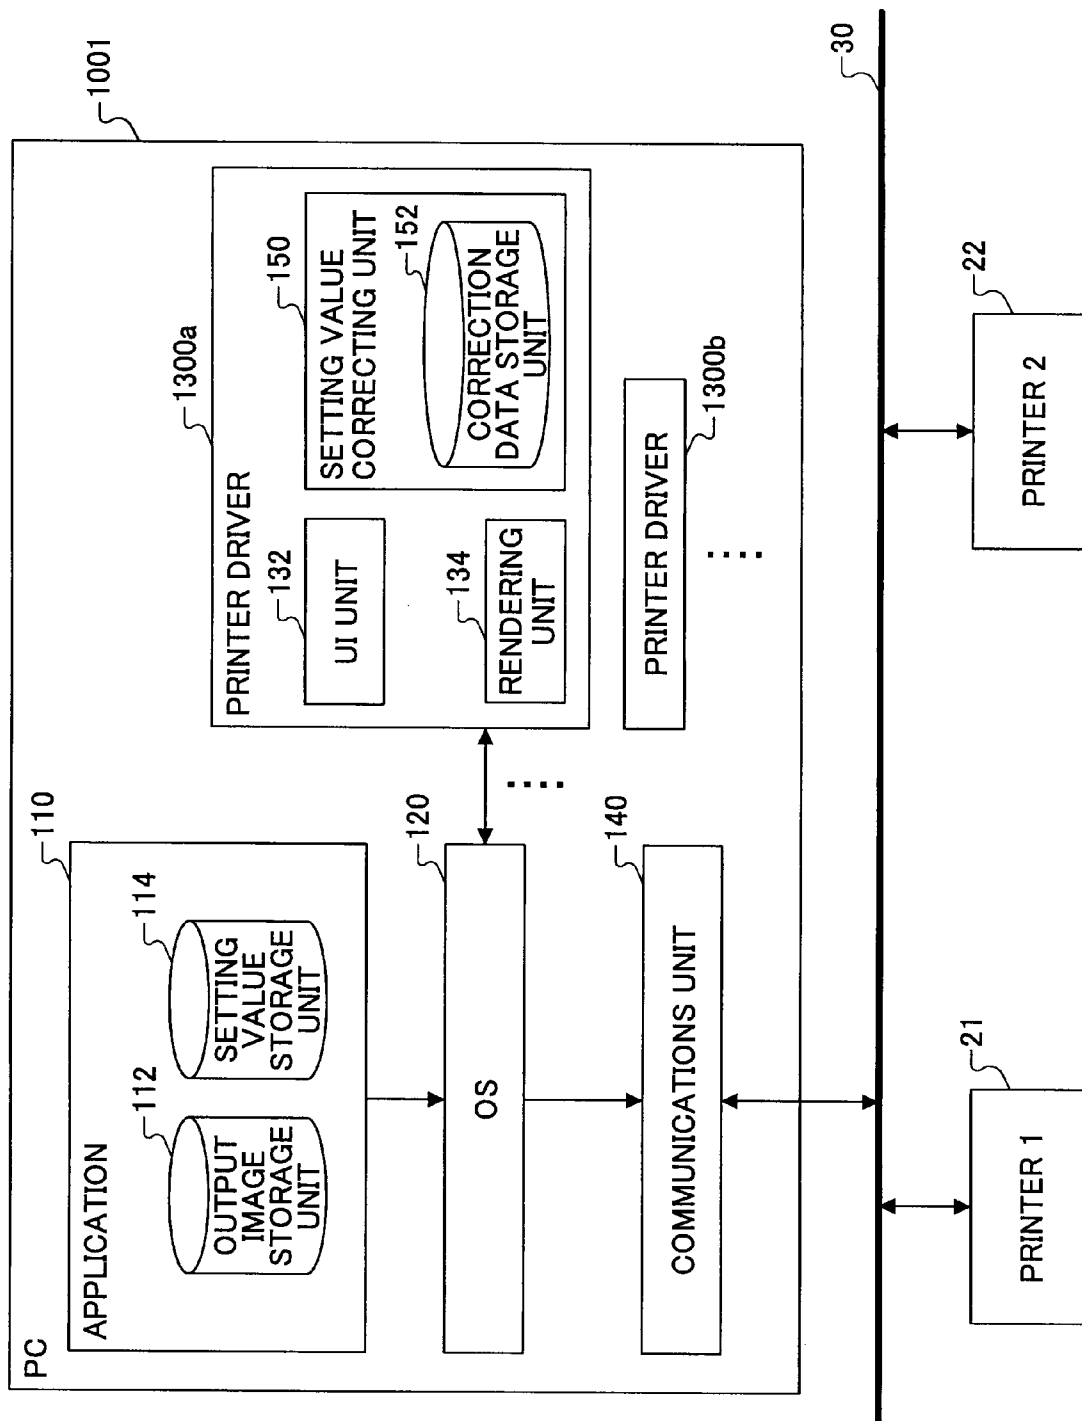 PC
1001
APPLICATION
110
OUTPUT
IMAGE
STORAGE
UNIT
112
SETTING
VALUE
STORAGE
UNIT
114
OS
120
COMMUNICATIONS UNIT
140
PRINTER DRIVER
1300a
UI UNIT
132
RENDERING
UNIT
134
SETTING VALUE
CORRECTING UNIT
150
CORRECTION
DATA STORAGE
UNIT
152
PRINTER DRIVER
1300b
30
PRINTER 1
21
PRINTER 2
22